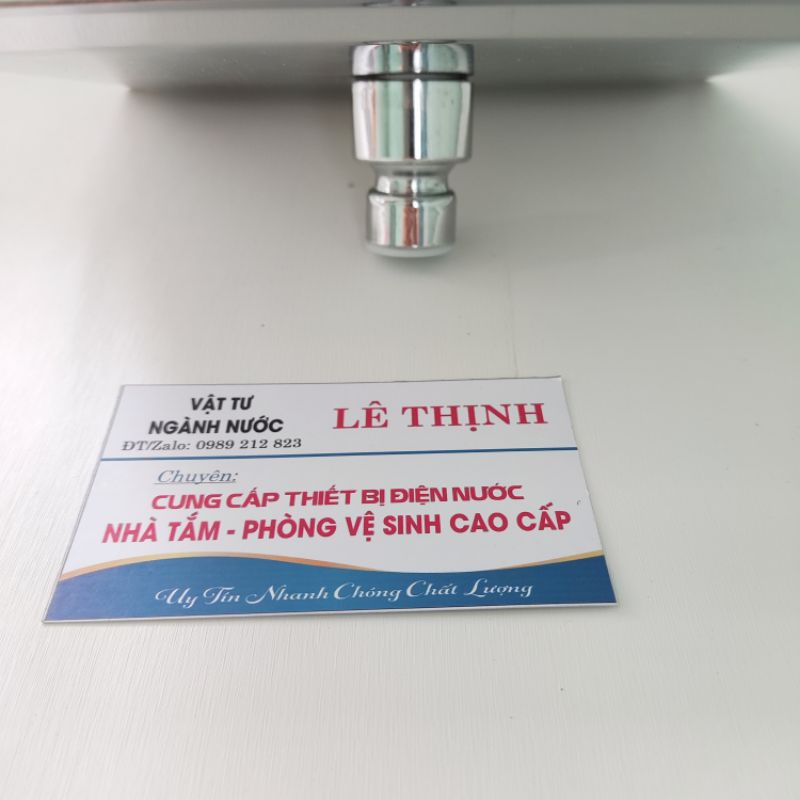 VẬT TƯ
NGÀNH NƯỚC
ĐT/Zalo: 0989 212 823
LÊ THỊNH
Chuyên:
CUNG CẤP THIẾT BỊ ĐIỆN NƯỚC
NHÀ TẮM - PHÒNG VỆ SINH CAO CẤP
Uy Tín Nhanh Chóng Chất Lượng